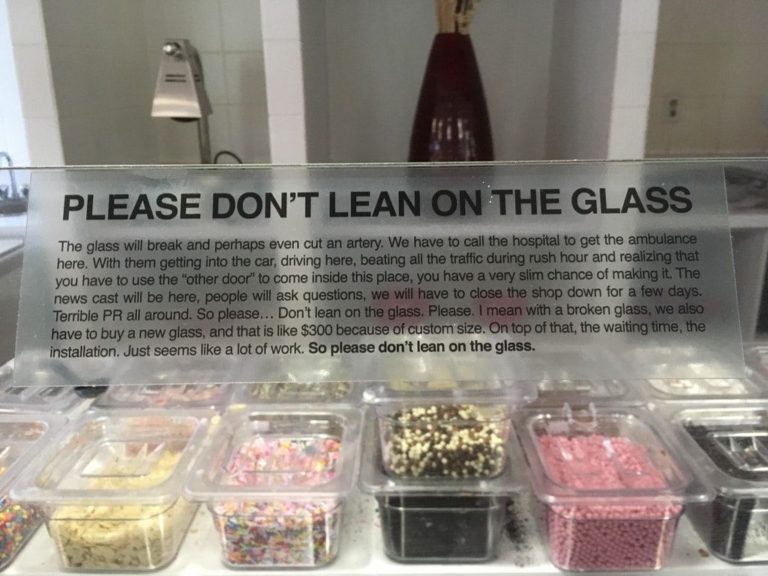 PLEASE DON'T LEAN ON THE GLASS
The glass will break and perhaps even cut an artery. We have to call the hospital to get the ambulance
here. With them getting into the car, driving here, beating all the traffic during rush hour and realizing that
you have to use the "other door" to come inside this place, you have a very slim chance of making it. The
news cast will be here, people will ask questions, we will have to close the shop down for a few days.
Terrible PR all around. So please... Don't lean on the glass. Please. I mean with a broken glass, we also
have to buy a new glass, and that is like $300 because of custom size. On top of that, the waiting time, the
installation. Just seems like a lot of work. So please don't lean on the glass.